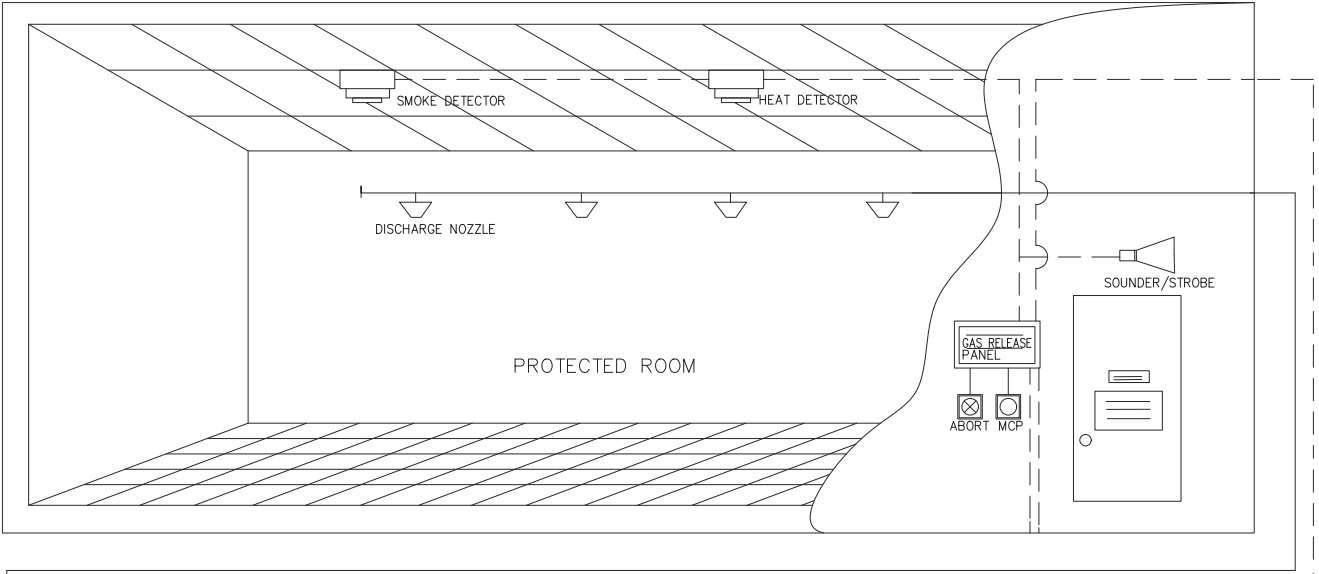 SMOKE DETECTOR
HEAT DETECTOR
DISCHARGE NOZZLE
SOUNDER/STROBE
GAS RELEASE
PANEL
PROTECTED ROOM
ABORT MCP